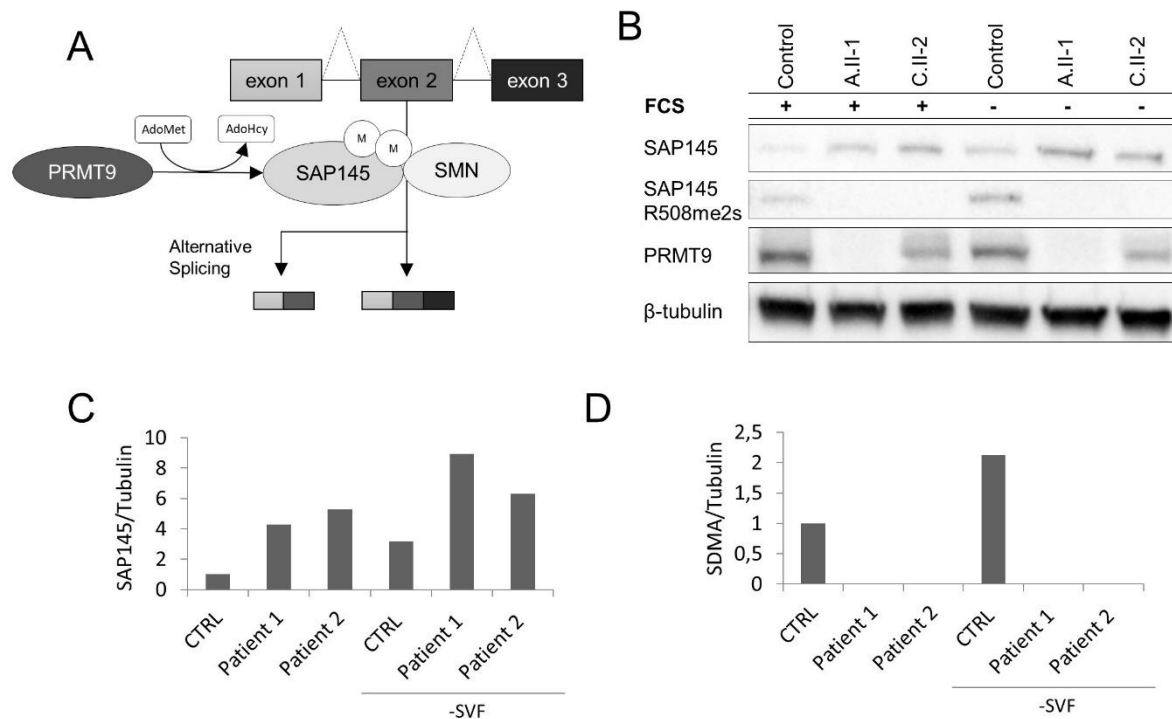 A
exon 1
exon 2
exon 3
AdoMet
AdoHcy
M
M
PRMT9
SAP145
SMN
Alternative
Splicing
B
Control
A.II-1
C.II-2
Control
A.II-1
C.II-2
FCS + + + - - -
SAP145
SAP145
R508me2s
PRMT9
β-tubulin
C
SAP145/Tubulin
10
8
6
4
2
0
CTRL
Patient 1
Patient 2
CTRL
Patient 1
Patient 2
-SVF
D
SDMA/Tubulin
2,5
2
1,5
1
0,5
0
CTRL
Patient 1
Patient 2
CTRL
Patient 1
Patient 2
-SVF